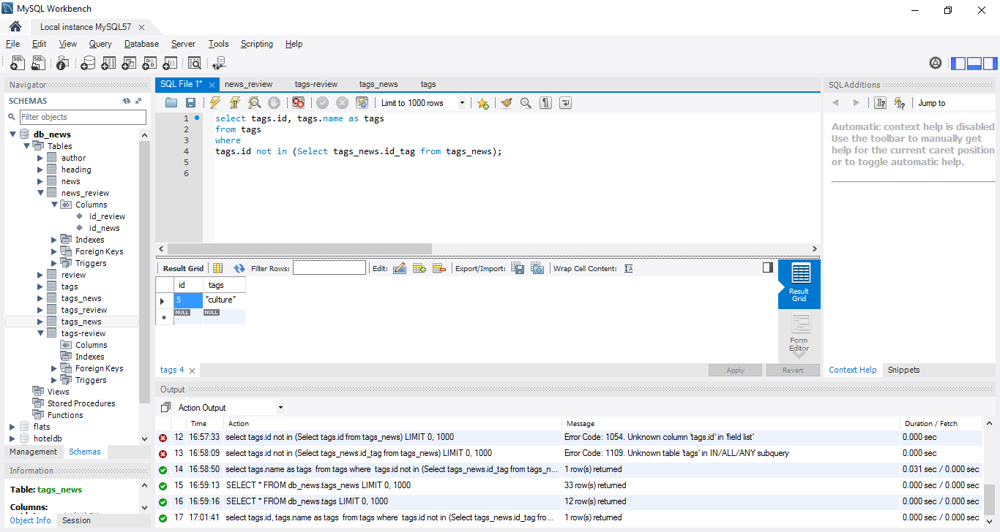 MySQL Workbench
Local instance MySQL57
File Edit View Query Database Server Tools Scripting Help
Navigator
SCHEMAS
Filter objects
db_news
Tables
author
heading
news
news_review
Columns
id_review
id_news
Indexes
Foreign Keys
Triggers
review
tags
tags_news
tags_review
tags_news
tags-review
Columns
Indexes
Foreign Keys
Triggers
Views
Stored Procedures
Functions
flats
hoteldb
Management Schemas
Information
Table: tags_news
Columns:
Object Info Session
SQL File 1* news_review tags-review tags_news tags
Limit to 1000 rows
1 select tags.id, tags.name as tags
2 from tags
3 where
4 tags.id not in (Select tags_news.id_tag from tags_news);
5
6
Result Grid Filter Rows: Edit: Export/Import: Wrap Cell Content:
id tags
5 "culture"
NULL NULL
Result Grid
Form Editor
tags 4 Apply Revert
SQLAdditions
Jump to
Automatic context help is disabled.
Use the toolbar to manually get
help for the current caret position
or to toggle automatic help.
Context Help Snippets
Output
Action Output
Time Action Message Duration / Fetch
12 16:57:33 select tags.id not in (Select tags.id from tags_news) LIMIT 0, 1000 Error Code: 1054. Unknown column 'tags.id' in 'field list' 0.000 sec
13 16:58:09 select tags.id not in (Select tags_news.id_tag from tags_news) LIMIT 0, 1000 Error Code: 1109. Unknown table 'tags' in IN/ALL/ANY subquery 0.000 sec
14 16:58:50 select tags.name as tags from tags where tags.id not in (Select tags_news.id_tag from tags_n... 1 row(s) returned 0.031 sec / 0.000 sec
15 16:59:13 SELECT * FROM db_news.tags_news LIMIT 0, 1000 33 row(s) returned 0.000 sec / 0.000 sec
16 16:59:16 SELECT * FROM db_news.tags LIMIT 0, 1000 12 row(s) returned 0.000 sec / 0.000 sec
17 17:01:41 select tags.id, tags.name as tags from tags where tags.id not in (Select tags_news.id_tag fro... 1 row(s) returned 0.000 sec / 0.000 sec